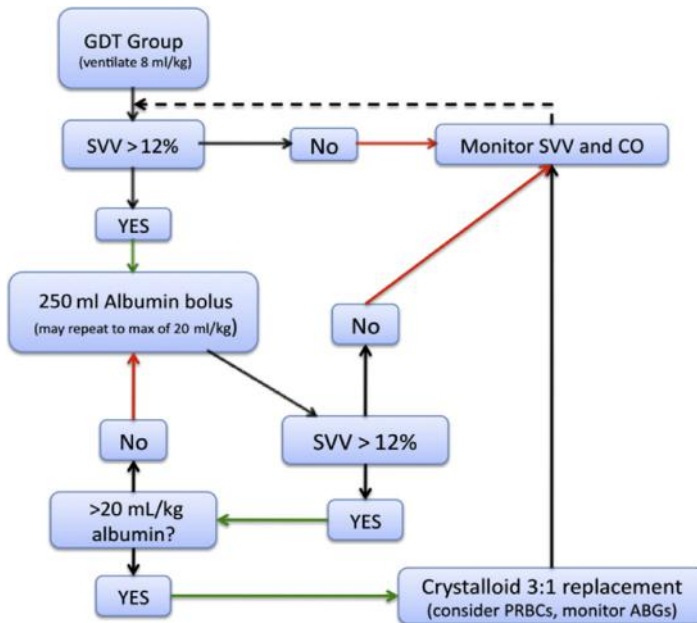 GDT Group
(ventilate 8 ml/kg)
SVV > 12%
No
Monitor SVV and CO
YES
250 ml Albumin bolus
(may repeat to max of 20 ml/kg)
No
No
SVV > 12%
>20 mL/kg
albumin?
YES
YES
Crystalloid 3:1 replacement
(consider PRBCs, monitor ABGs)